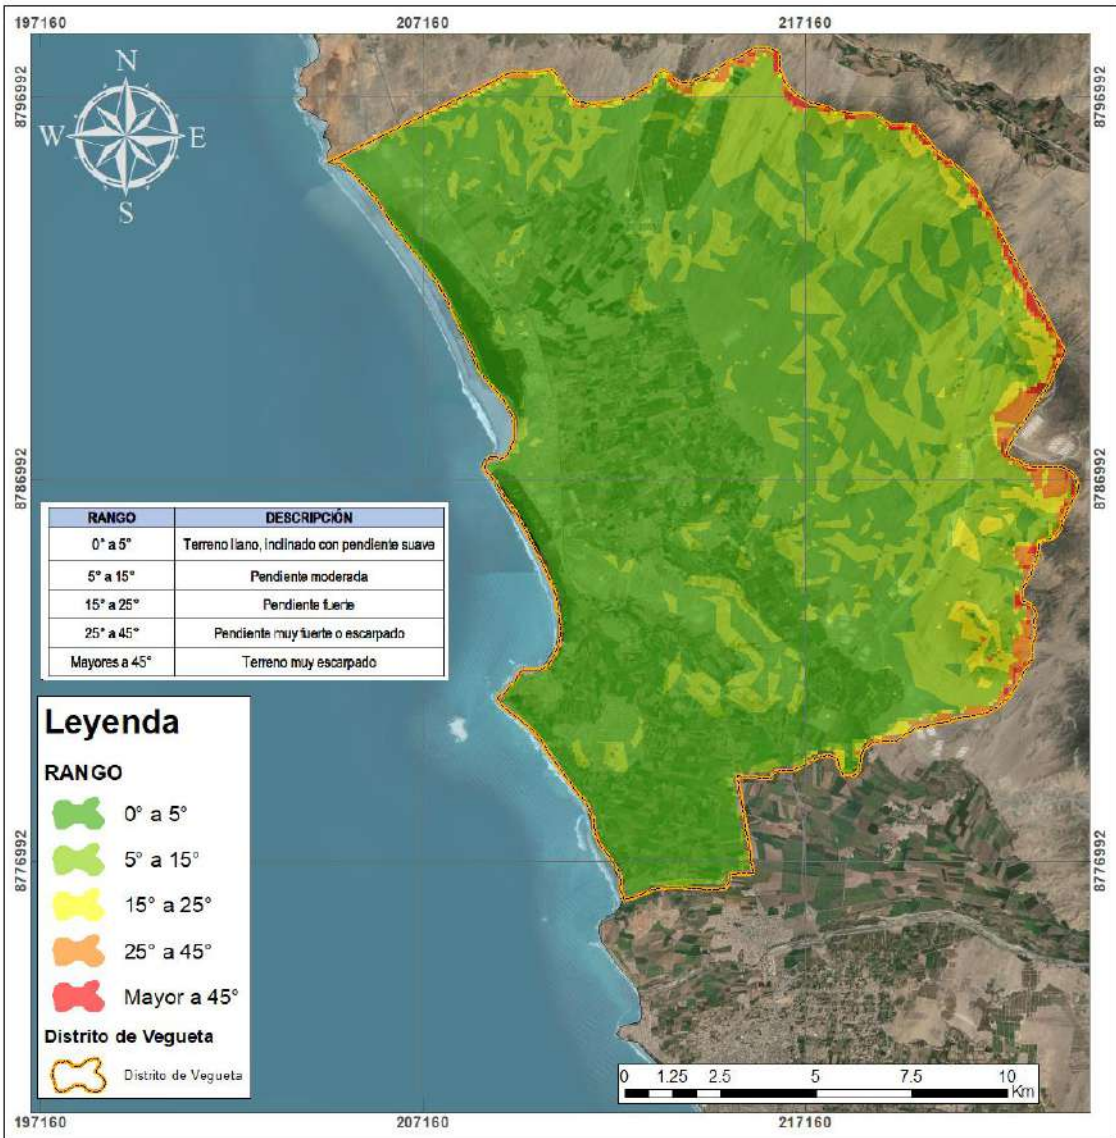 197160 207160 217160
8796992 8796992
N
W E
S
8786992 8786992
RANGO DESCRIPCIÓN
0° a 5° Terreno llano, inclinado con pendiente suave
5° a 15° Pendiente moderada
15° a 25° Pendiente fuerte
25° a 45° Pendiente muy fuerte o escarpado
Mayores a 45° Terreno muy escarpado
Leyenda
RANGO
0° a 5°
5° a 15°
15° a 25°
25° a 45°
Mayor a 45°
Distrito de Vegueta
Distrito de Vegueta
8776992 8776992
0 1.25 2.5 5 7.5 10
Km
197160 207160 217160